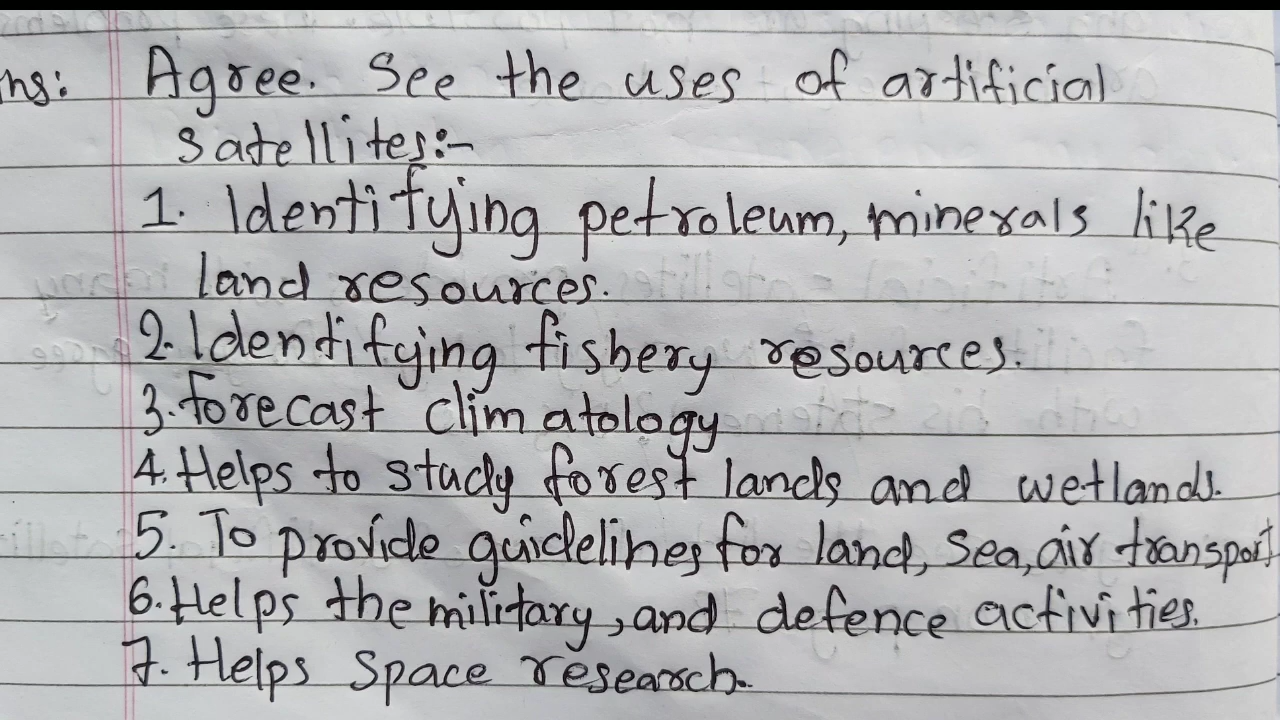 ns: Agree. See the uses of artificial
satellites:-
1. Identifying petroleum, minerals like
land resources.
2. Identifying fishery resources.
3. Forecast climatology
4. Helps to study forest lands and wetlands.
5. To provide guidelines for land, sea, air transport
6. Helps the military, and defence activities.
7. Helps space research.